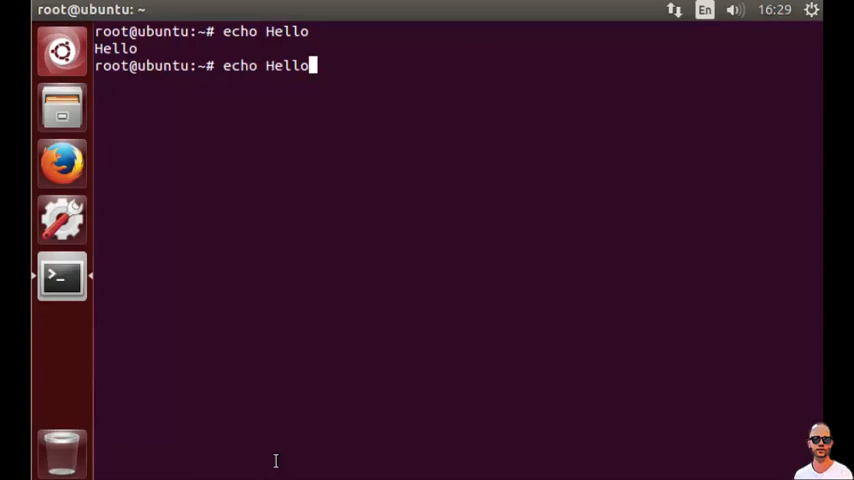 root@ubuntu: ~
En
16:29
root@ubuntu:~# echo Hello
Hello
root@ubuntu:~# echo Hello
>_